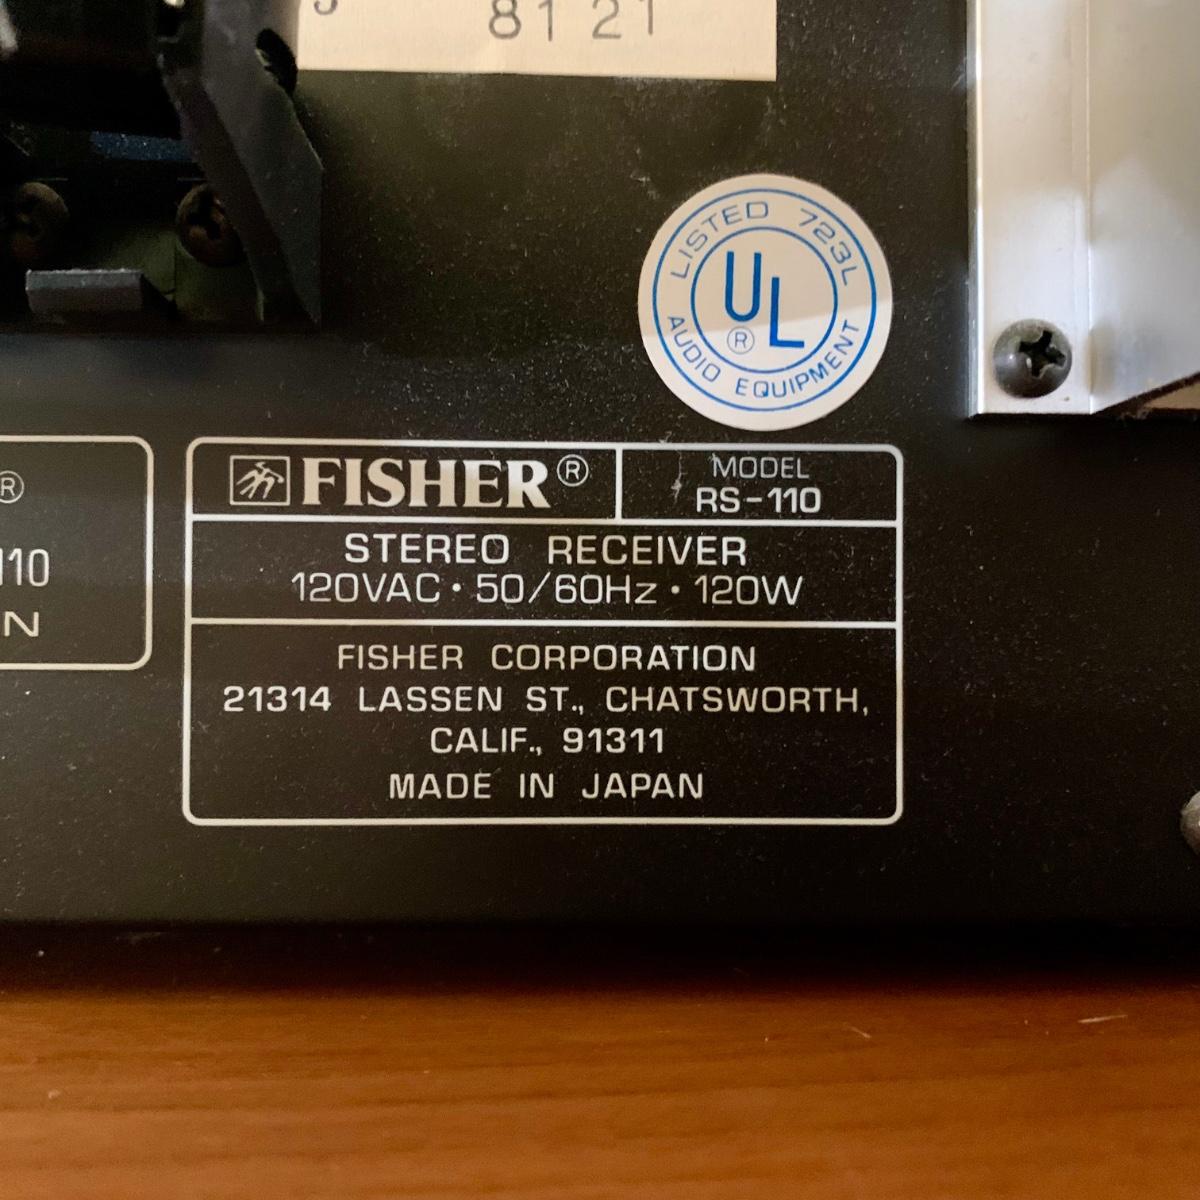 8121
LISTED 723L
UL
®
AUDIO EQUIPMENT
®
110
N
FISHER®
MODEL
RS-110
STEREO RECEIVER
120VAC · 50/60Hz · 120W
FISHER CORPORATION
21314 LASSEN ST., CHATSWORTH,
CALIF., 91311
MADE IN JAPAN